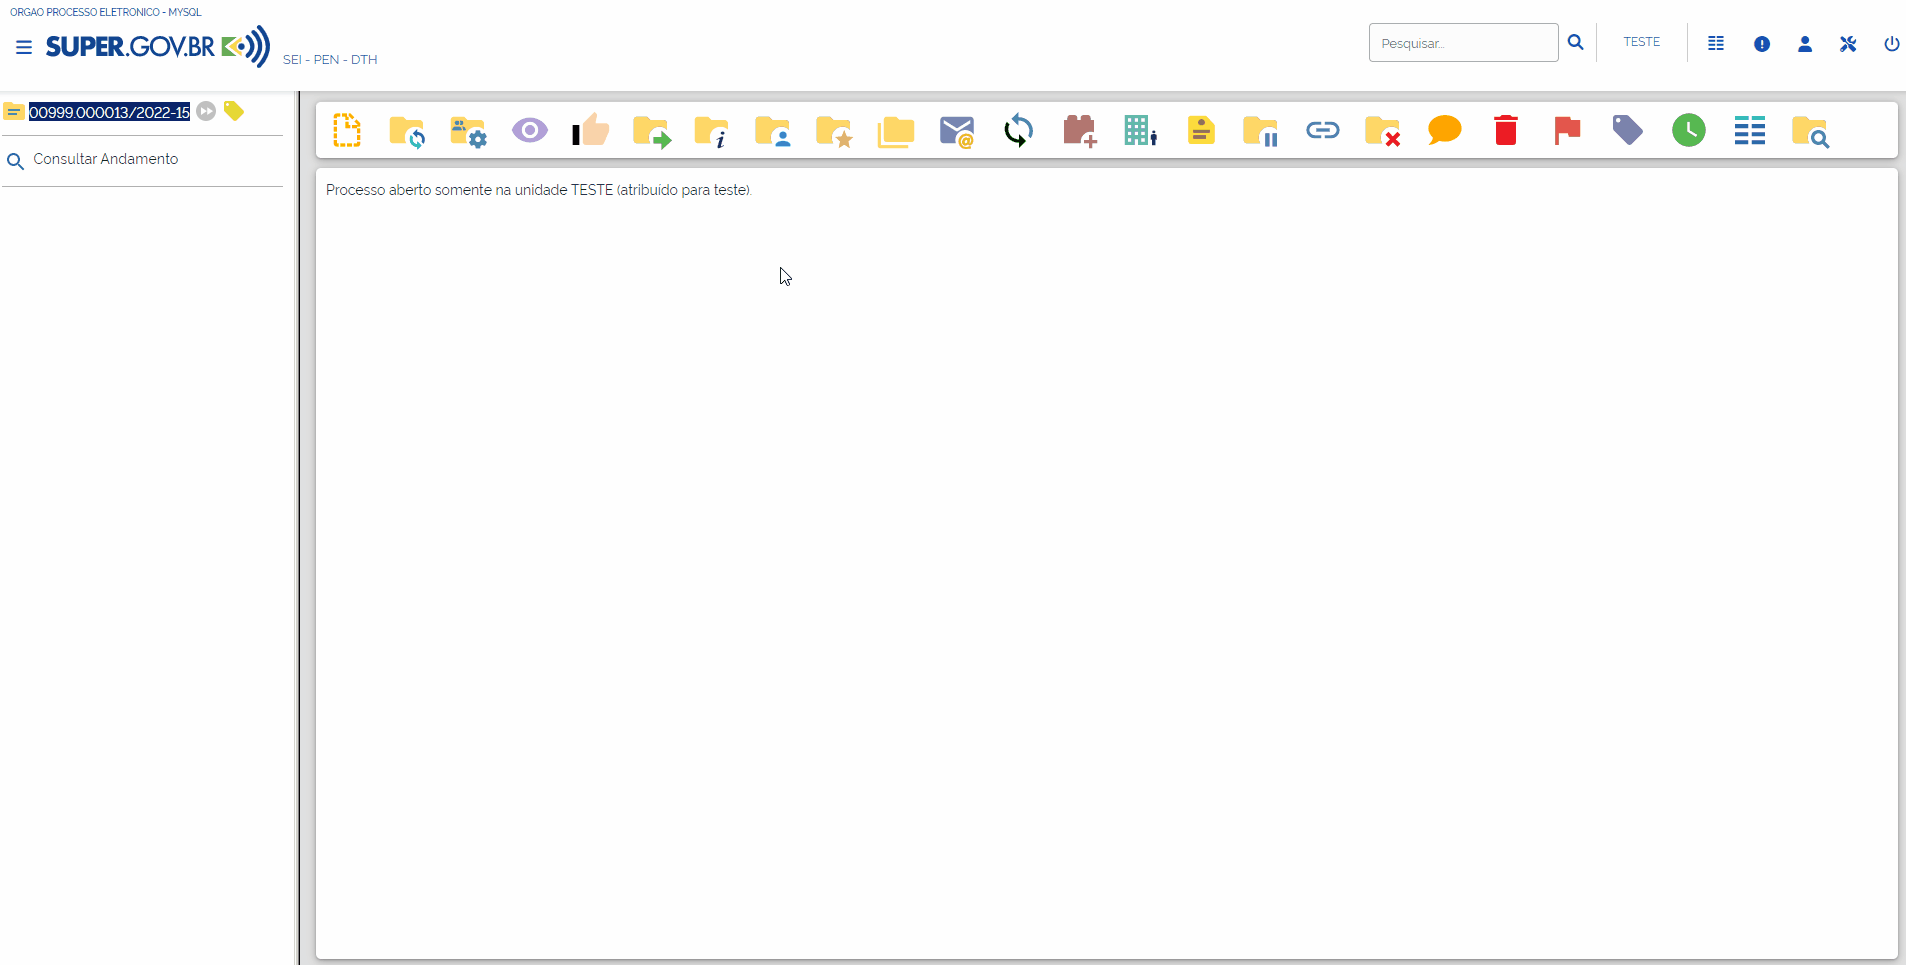 ORGAO PROCESSO ELETRONICO - MYSQL
SUPER.GOV.BR
SEI - PEN - DTH
Pesquisar...
TESTE
00999.000013/2022-15
Consultar Andamento
Processo aberto somente na unidade TESTE (atribuído para teste).